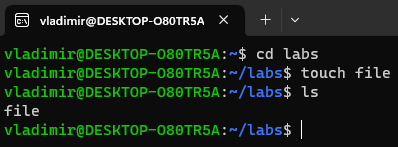 vladimir@DESKTOP-O80TR5A
vladimir@DESKTOP-O80TR5A:~$ cd labs
vladimir@DESKTOP-O80TR5A:~/labs$ touch file
vladimir@DESKTOP-O80TR5A:~/labs$ ls
file
vladimir@DESKTOP-O80TR5A:~/labs$